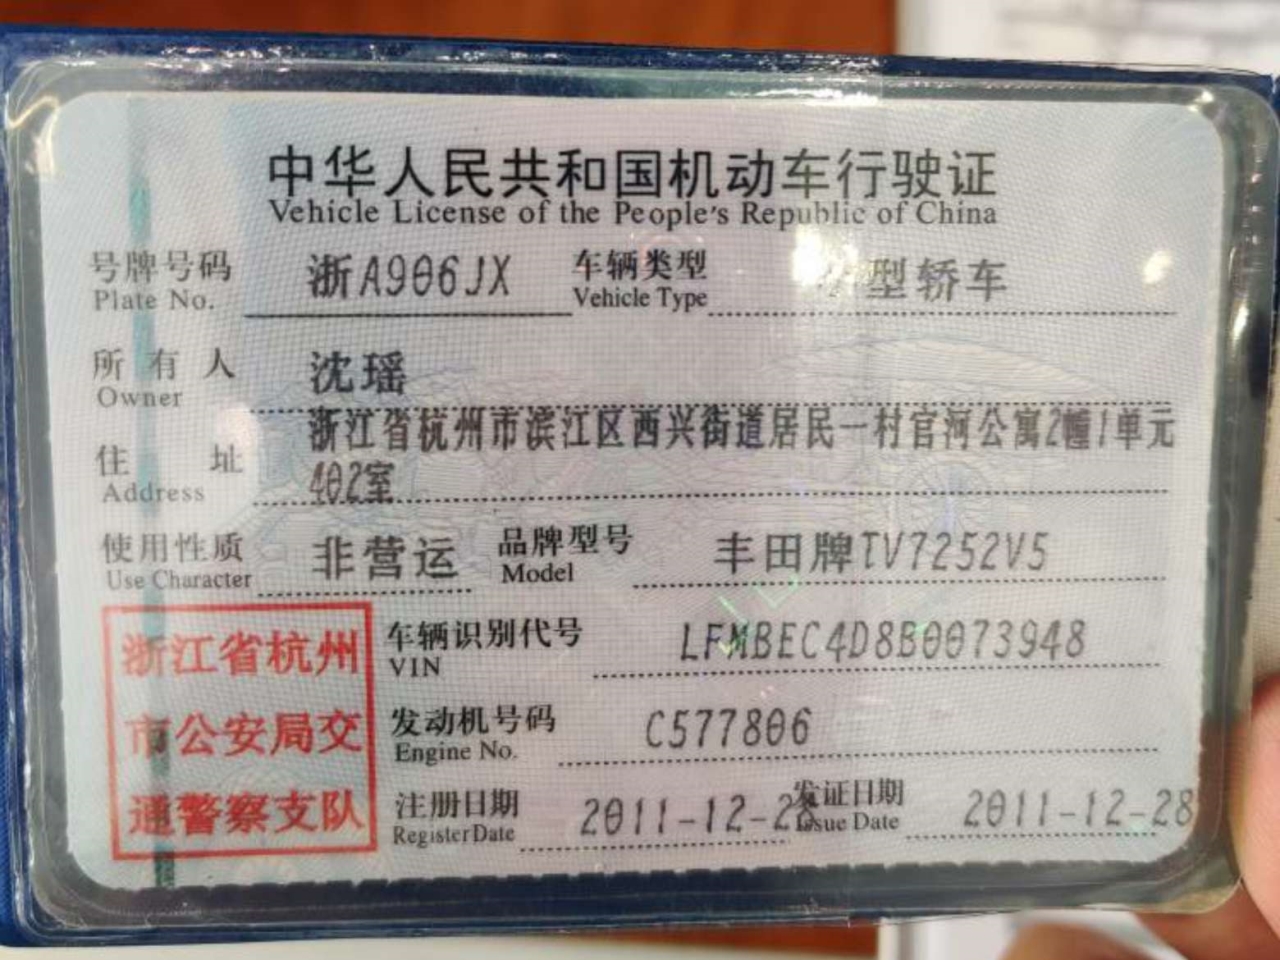 中华人民共和国机动车行驶证
Vehicle License of the People's Republic of China
号牌号码 浙A906JX 车辆类型 型轿车
Plate No. Vehicle Type
所有人 沈瑶
Owner
住址 浙江省杭州市滨江区西兴街道居民一村官河公寓2幢1单元
402室
Address
使用性质 非营运 品牌型号 丰田牌TV7252V5
Use Character Model
浙江省杭州
市公安局交
通警察支队
车辆识别代号 LFMBEC4D8B0073948
VIN
发动机号码 C577806
Engine No.
注册日期 2011-12-28 发证日期 2011-12-28
Register Date Issue Date